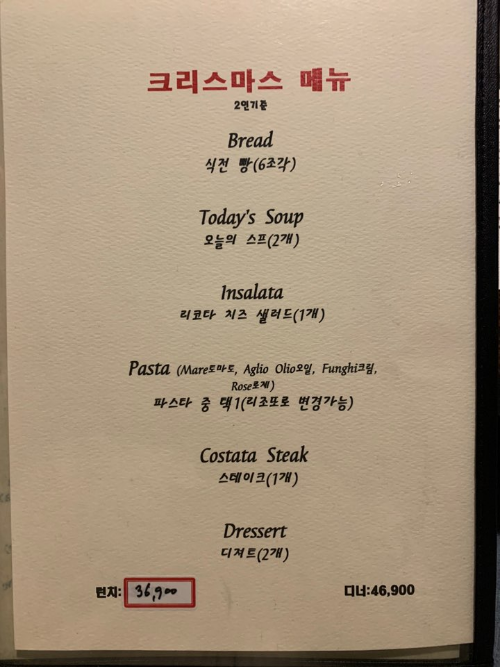 크리스마스 메뉴
2인기준
Bread
식전 빵(6조각)
Today's Soup
오늘의 스프(2개)
Insalata
리코타 치즈 샐러드(1개)
Pasta (Mare토마토, Aglio Olio오일, Funghi크림,
Rose로제)
파스타 중 택1(리조또로 변경가능)
Costata Steak
스테이크(1개)
Dressert
디저트(2개)
런치: 36,900 디너:46,900